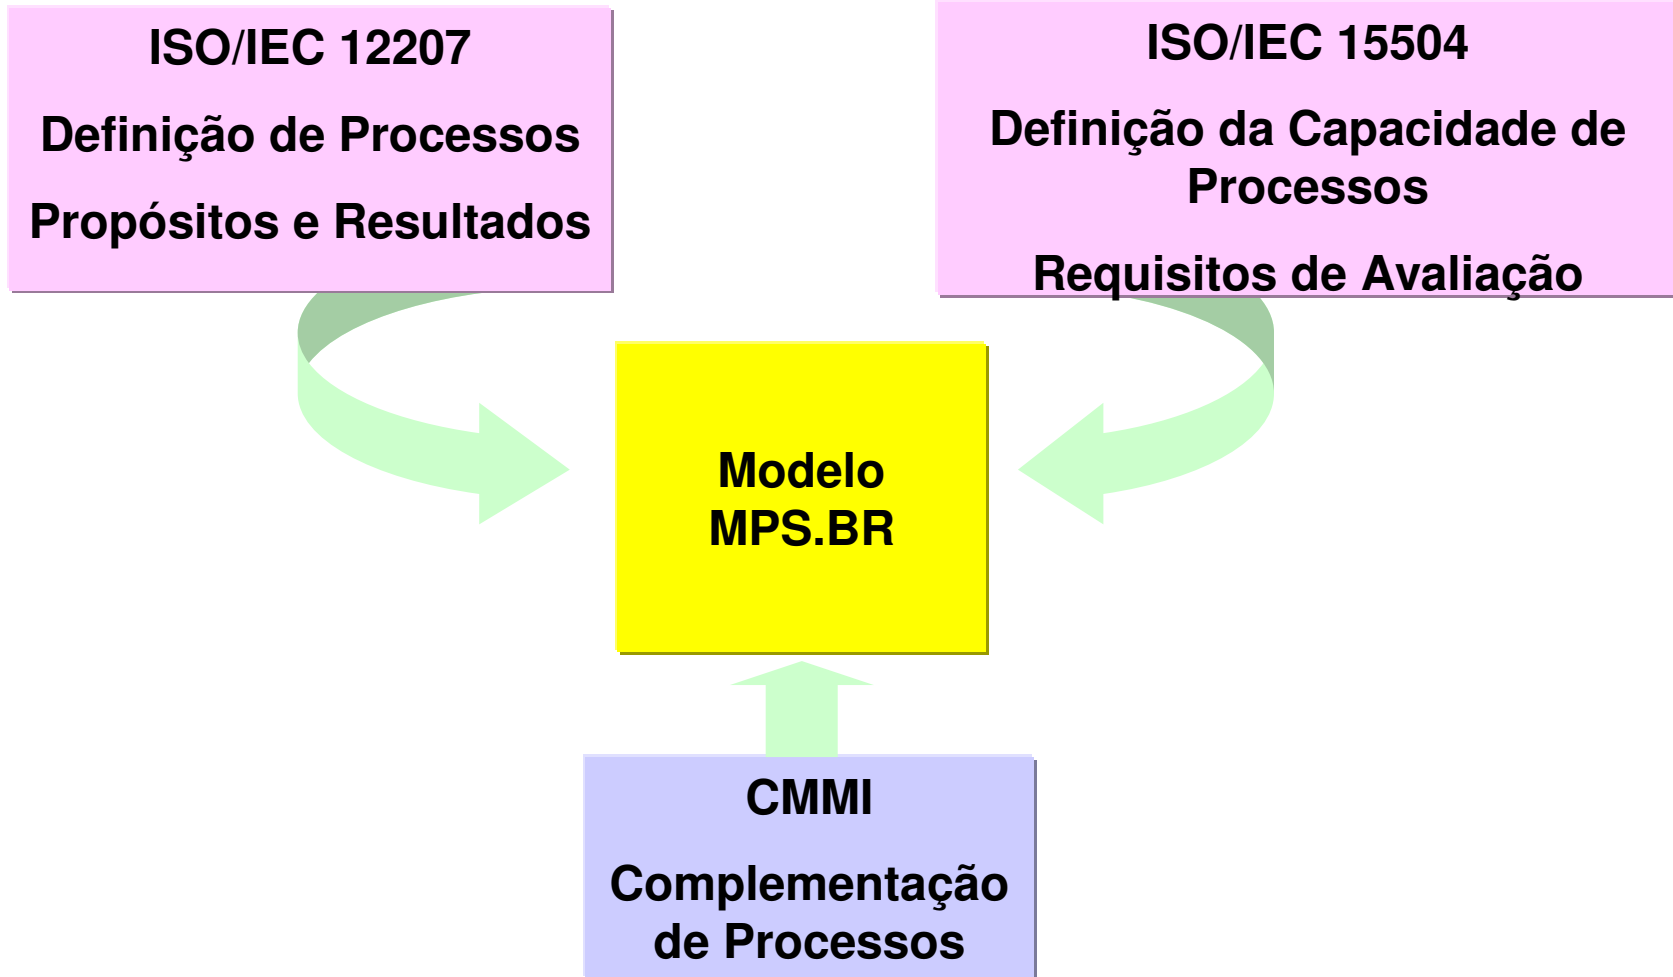 ISO/IEC 12207
Definição de Processos
Propósitos e Resultados
ISO/IEC 15504
Definição da Capacidade de
Processos
Requisitos de Avaliação
Modelo
MPS.BR
CMMI
Complementação
de Processos